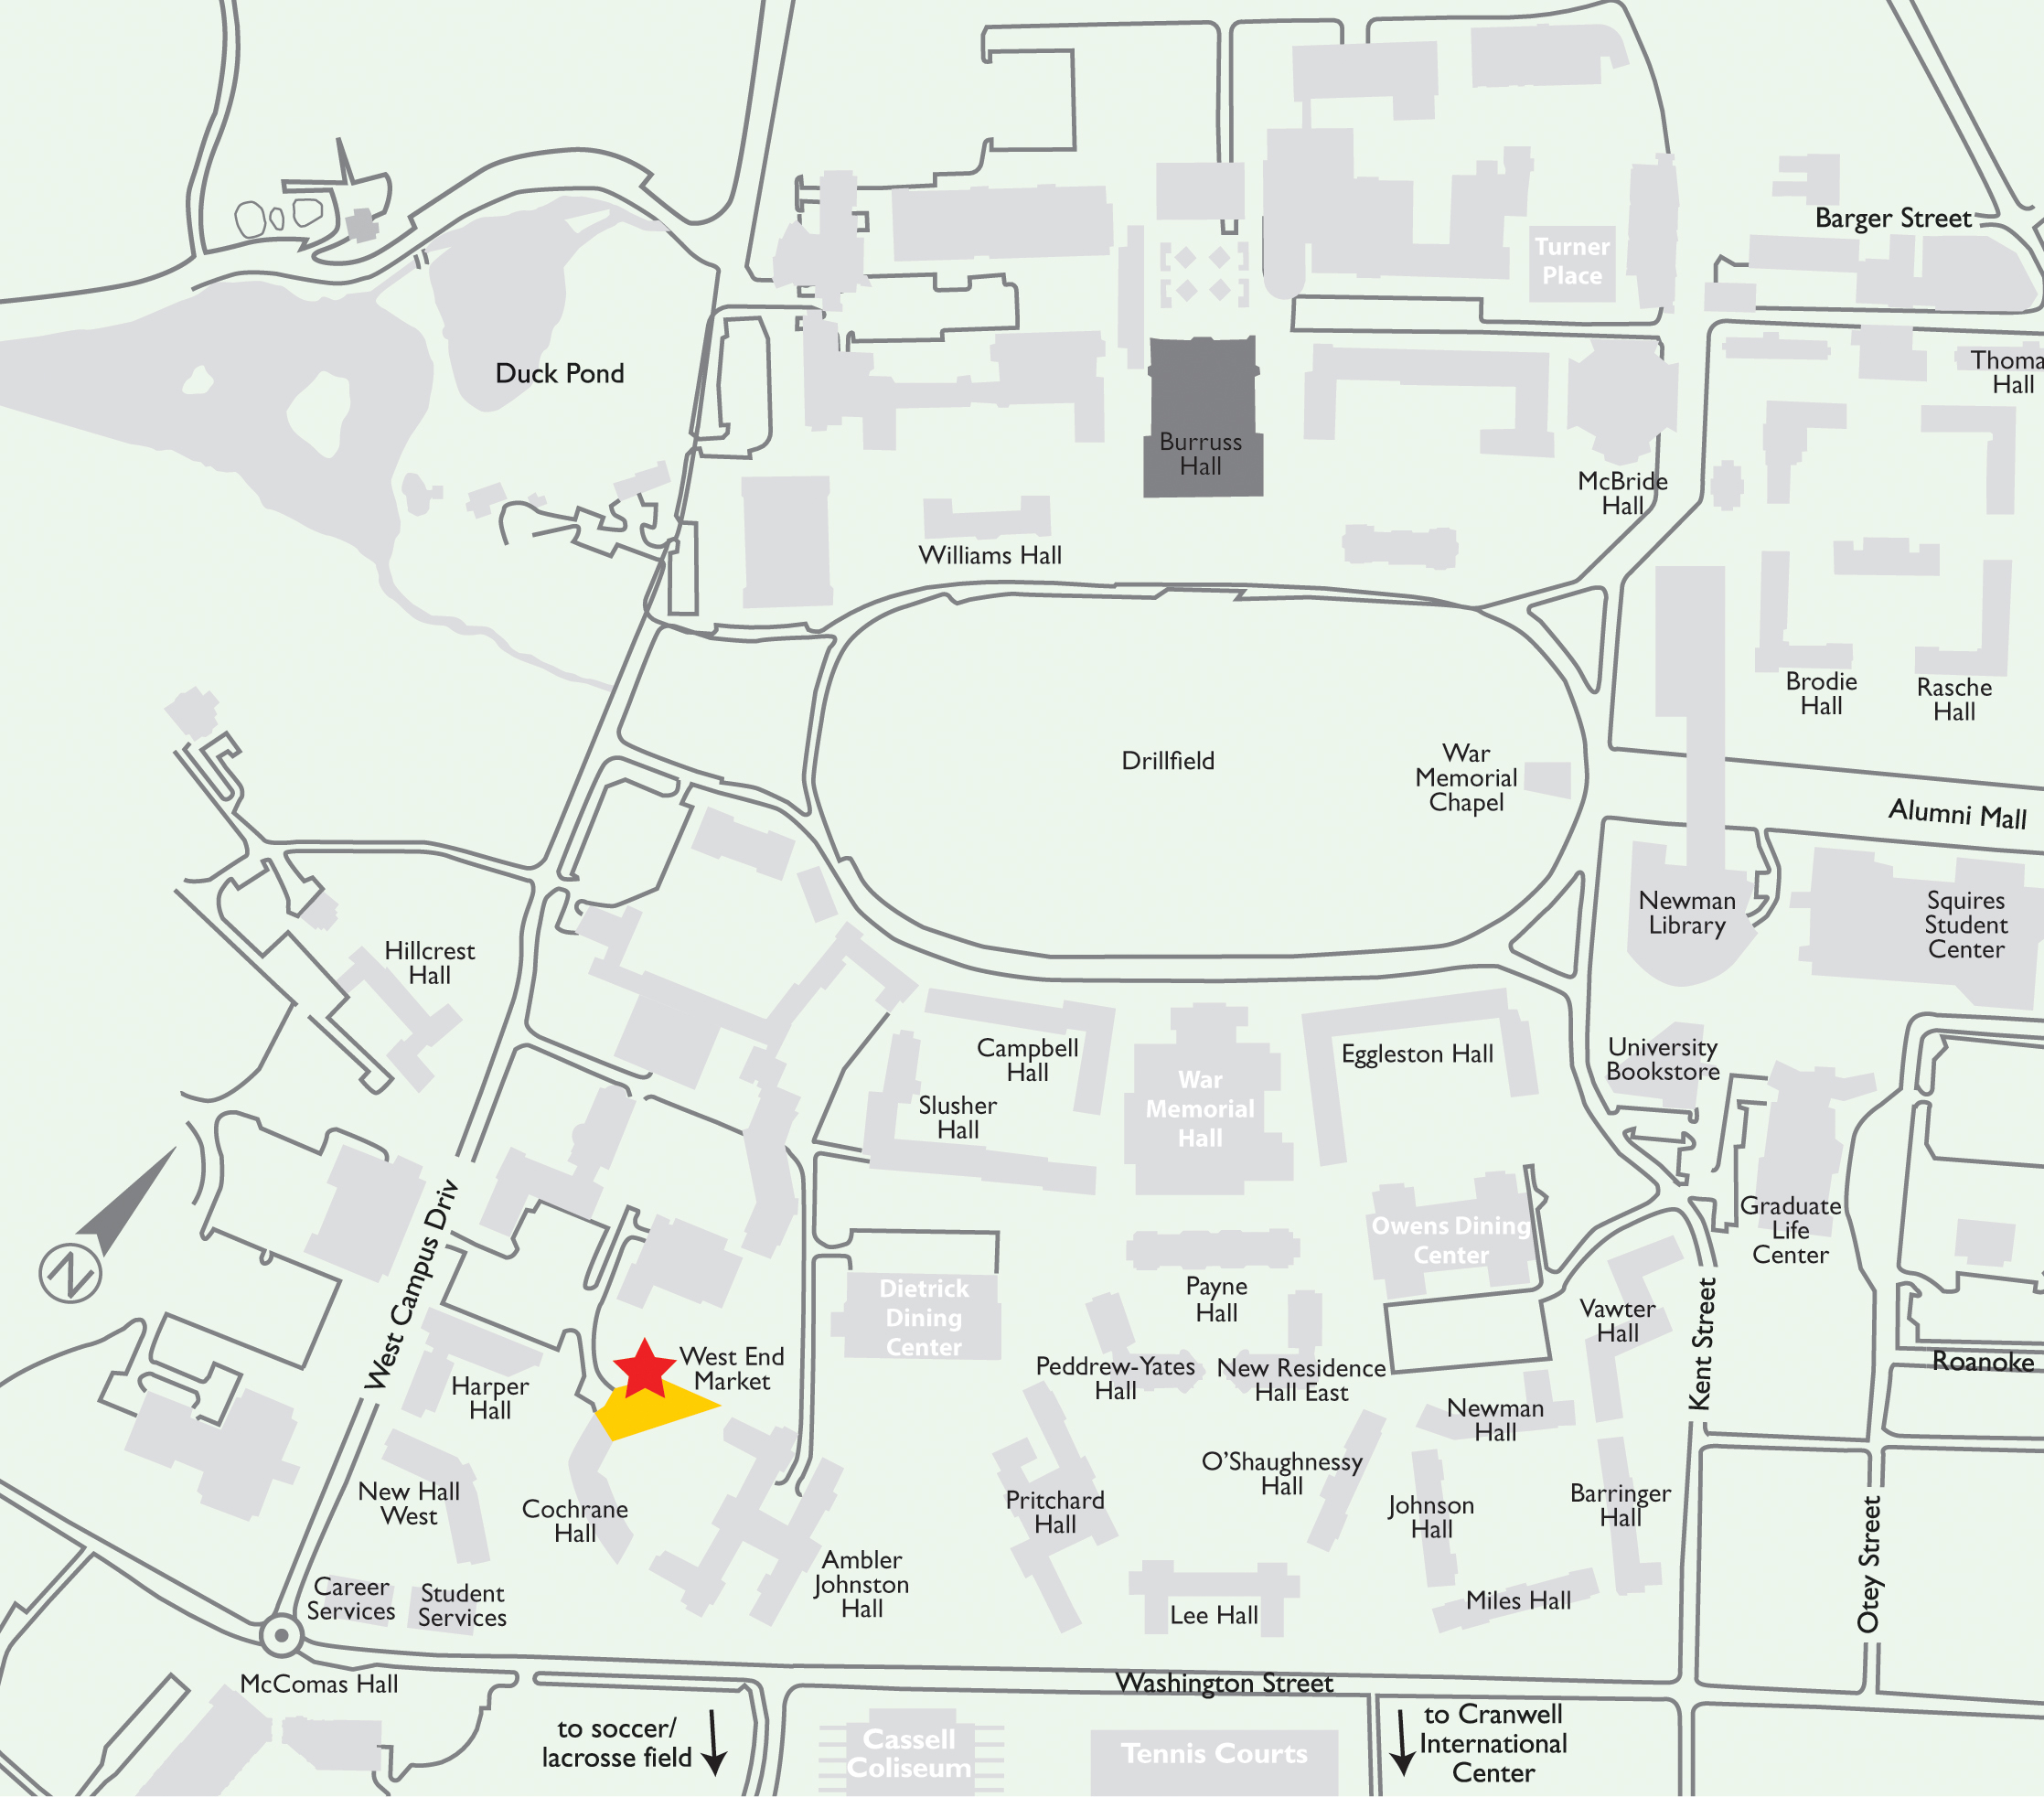 Barger Street
Turner
Place
Thoma
Hall
Duck Pond
Burruss
Hall
McBride
Hall
Williams Hall
Brodie
Hall
Rasche
Hall
Drillfield
War
Memorial
Chapel
Alumni Mall
Newman
Library
Squires
Student
Center
Hillcrest
Hall
Campbell
Hall
Eggleston Hall
University
Bookstore
War
Memorial
Hall
Slusher
Hall
Graduate
Life
Center
Owens Dining
Center
N
West Campus Driv
Dietrick
Dining
Center
Payne
Hall
Vawter
Hall
Kent Street
Roanoke
West End
Market
Peddrew-Yates
Hall
New Residence
Hall East
Harper
Hall
Newman
Hall
O'Shaughnessy
Hall
New Hall
West
Cochrane
Hall
Pritchard
Hall
Johnson
Hall
Barringer
Hall
Otey Street
Ambler
Johnston
Hall
Career
Services
Student
Services
Lee Hall
Miles Hall
McComas Hall
Washington Street
to soccer/
lacrosse field
Cassell
Coliseum
Tennis Courts
to Cranwell
International
Center